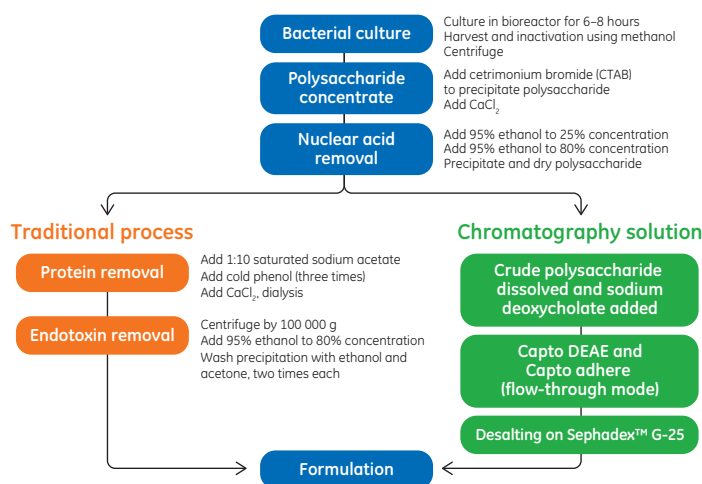 Bacterial culture
Culture in bioreactor for 6–8 hours
Harvest and inactivation using methanol
Centrifuge
Polysaccharide
concentrate
Add cetrimonium bromide (CTAB)
to precipitate polysaccharide
Add CaCl₂
Nuclear acid
removal
Add 95% ethanol to 25% concentration
Add 95% ethanol to 80% concentration
Precipitate and dry polysaccharide
Traditional process
Protein removal
Add 1:10 saturated sodium acetate
Add cold phenol (three times)
Add CaCl₂, dialysis
Endotoxin removal
Centrifuge by 100 000 g
Add 95% ethanol to 80% concentration
Wash precipitation with ethanol and
acetone, two times each
Chromatography solution
Crude polysaccharide
dissolved and sodium
deoxycholate added
Capto DEAE and
Capto adhere
(flow-through mode)
Desalting on Sephadex™ G-25
Formulation